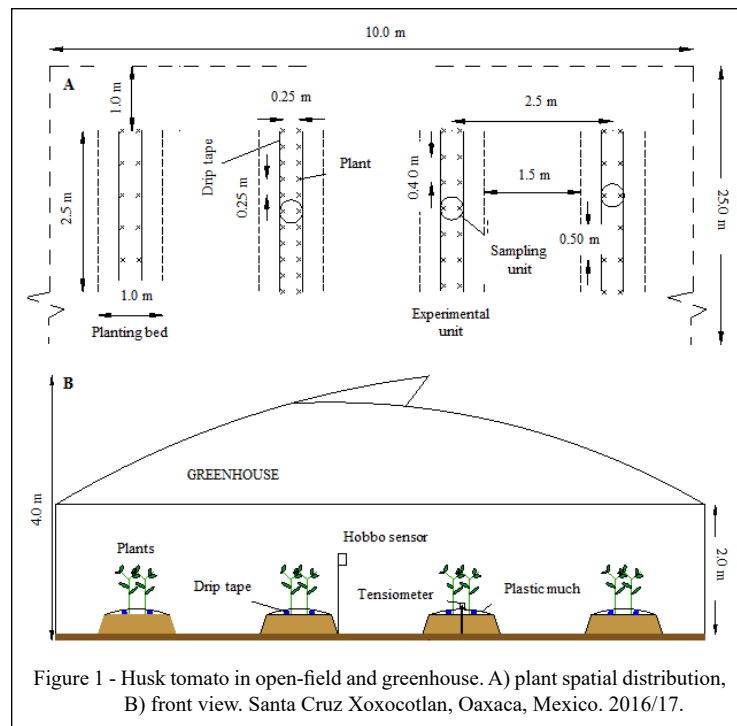 10.0 m
A
1.0 m
0.25 m
2.5 m
Drip tape
Plant
0.25 m
0.4 0 m
1.5 m
25.0 m
2.5 m
Sampling
unit
0.50 m
1.0 m
Planting bed
Experimental
unit
B
GREENHOUSE
4.0 m
Hobbo sensor
Plants
2.0 m
Drip tape
Tensiometer
Plastic much
Figure 1 - Husk tomato in open-field and greenhouse. A) plant spatial distribution,
B) front view. Santa Cruz Xoxocotlan, Oaxaca, Mexico. 2016/17.